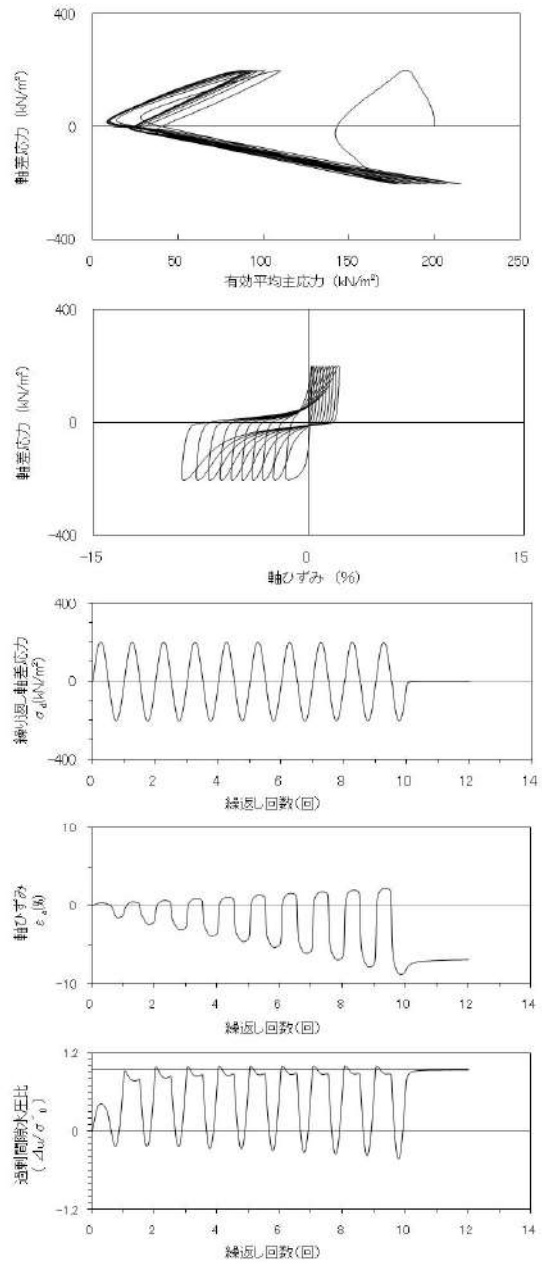 400
0
-400
軸差応力 (kN/m²)
0 50 100 150 200 250
有効平均主応力 (kN/m²)
400
0
-400
軸差応力 (kN/m²)
-15 0 15
軸ひずみ (%)
400
0
-400
繰り返し軸差応力
σd(kN/m²)
0 2 4 6 8 10 12 14
繰返し回数(回)
10
0
-10
軸ひずみ
εa(%)
0 2 4 6 8 10 12 14
繰返し回数(回)
1.2
0
-1.2
過剰間隙水圧比
(Δu/σ'0)
0 2 4 6 8 10 12 14
繰返し回数(回)